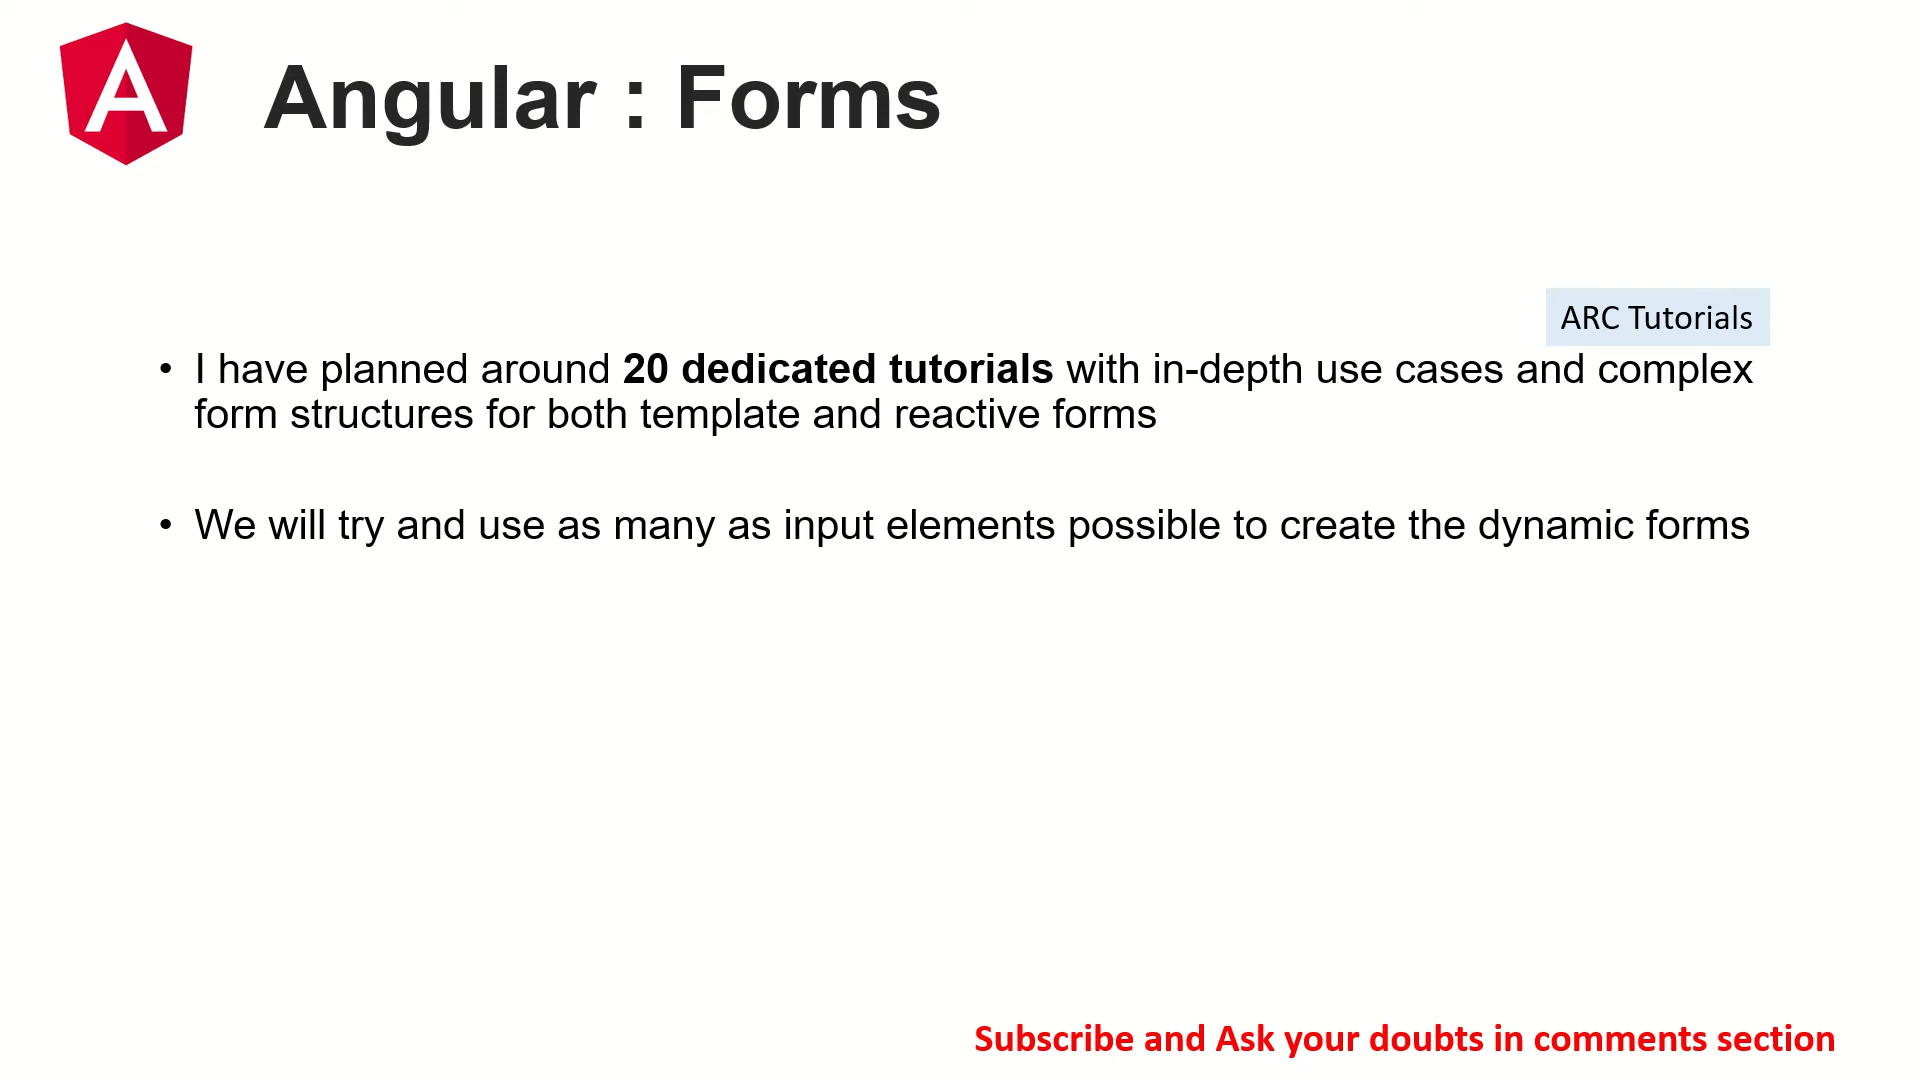 Angular : Forms
ARC Tutorials
• I have planned around 20 dedicated tutorials with in-depth use cases and complex
form structures for both template and reactive forms
• We will try and use as many as input elements possible to create the dynamic forms
Subscribe and Ask your doubts in comments section